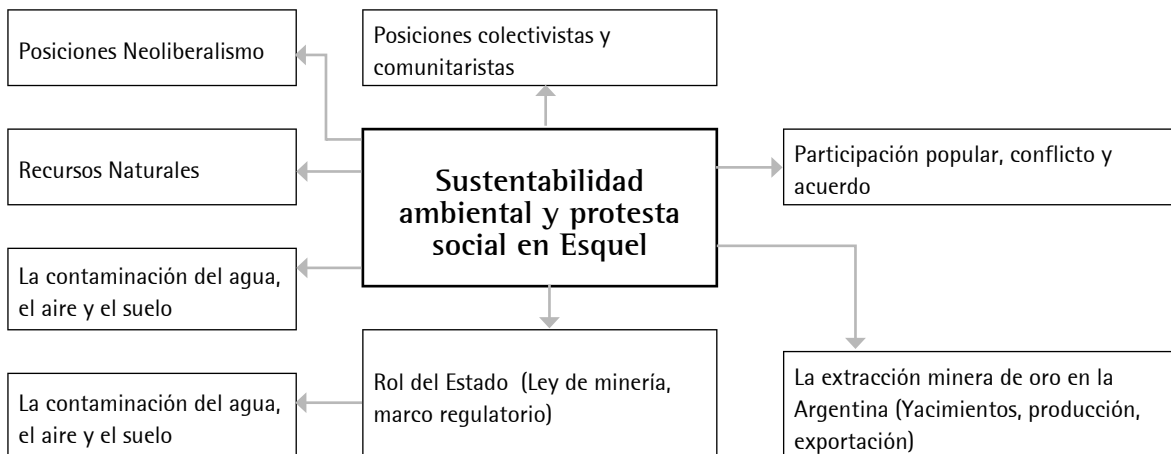 Posiciones Neoliberalismo
Posiciones colectivistas y
comunitaristas
Recursos Naturales
Sustentabilidad
ambiental y protesta
social en Esquel
Participación popular, conflicto y
acuerdo
La contaminación del agua,
el aire y el suelo
La contaminación del agua,
el aire y el suelo
Rol del Estado (Ley de minería,
marco regulatorio)
La extracción minera de oro en la
Argentina (Yacimientos, producción,
exportación)